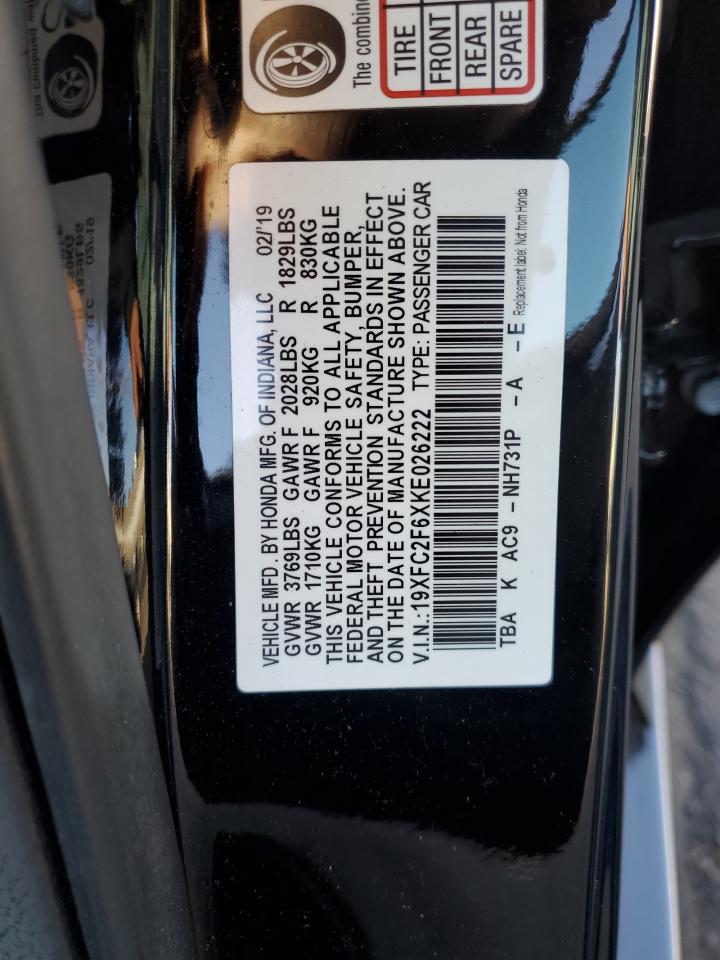 The combine
TIRE
FRONT
REAR
SPARE
VEHICLE MFD. BY HONDA MFG. OF INDIANA, LLC 02/'19
GVWR 3769LBS GAWR F 2028LBS R 1829LBS
GVWR 1710KG GAWR F 920KG R 830KG
THIS VEHICLE CONFORMS TO ALL APPLICABLE
FEDERAL MOTOR VEHICLE SAFETY, BUMPER,
AND THEFT PREVENTION STANDARDS IN EFFECT
ON THE DATE OF MANUFACTURE SHOWN ABOVE.
V.I.N.:19XFC2F6XKE026222 TYPE: PASSENGER CAR
TBA K AC9 - NH731P - A - E Replacement label: Not from Honda